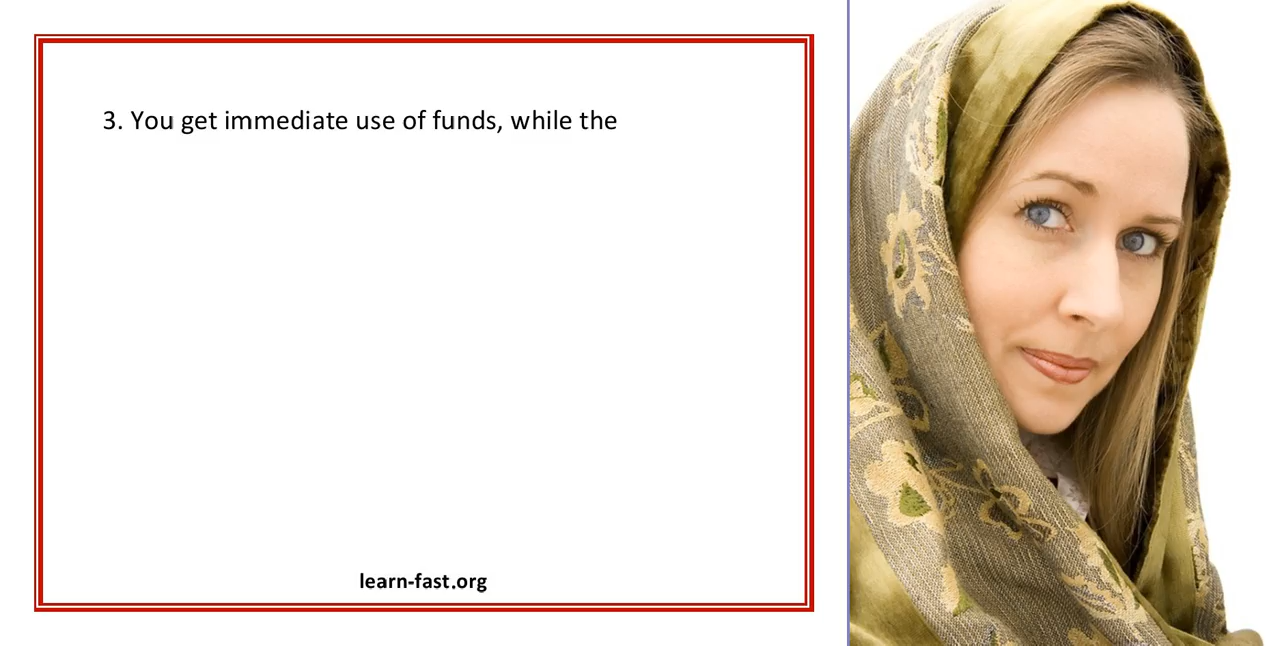 3. You get immediate use of funds, while the
learn-fast.org